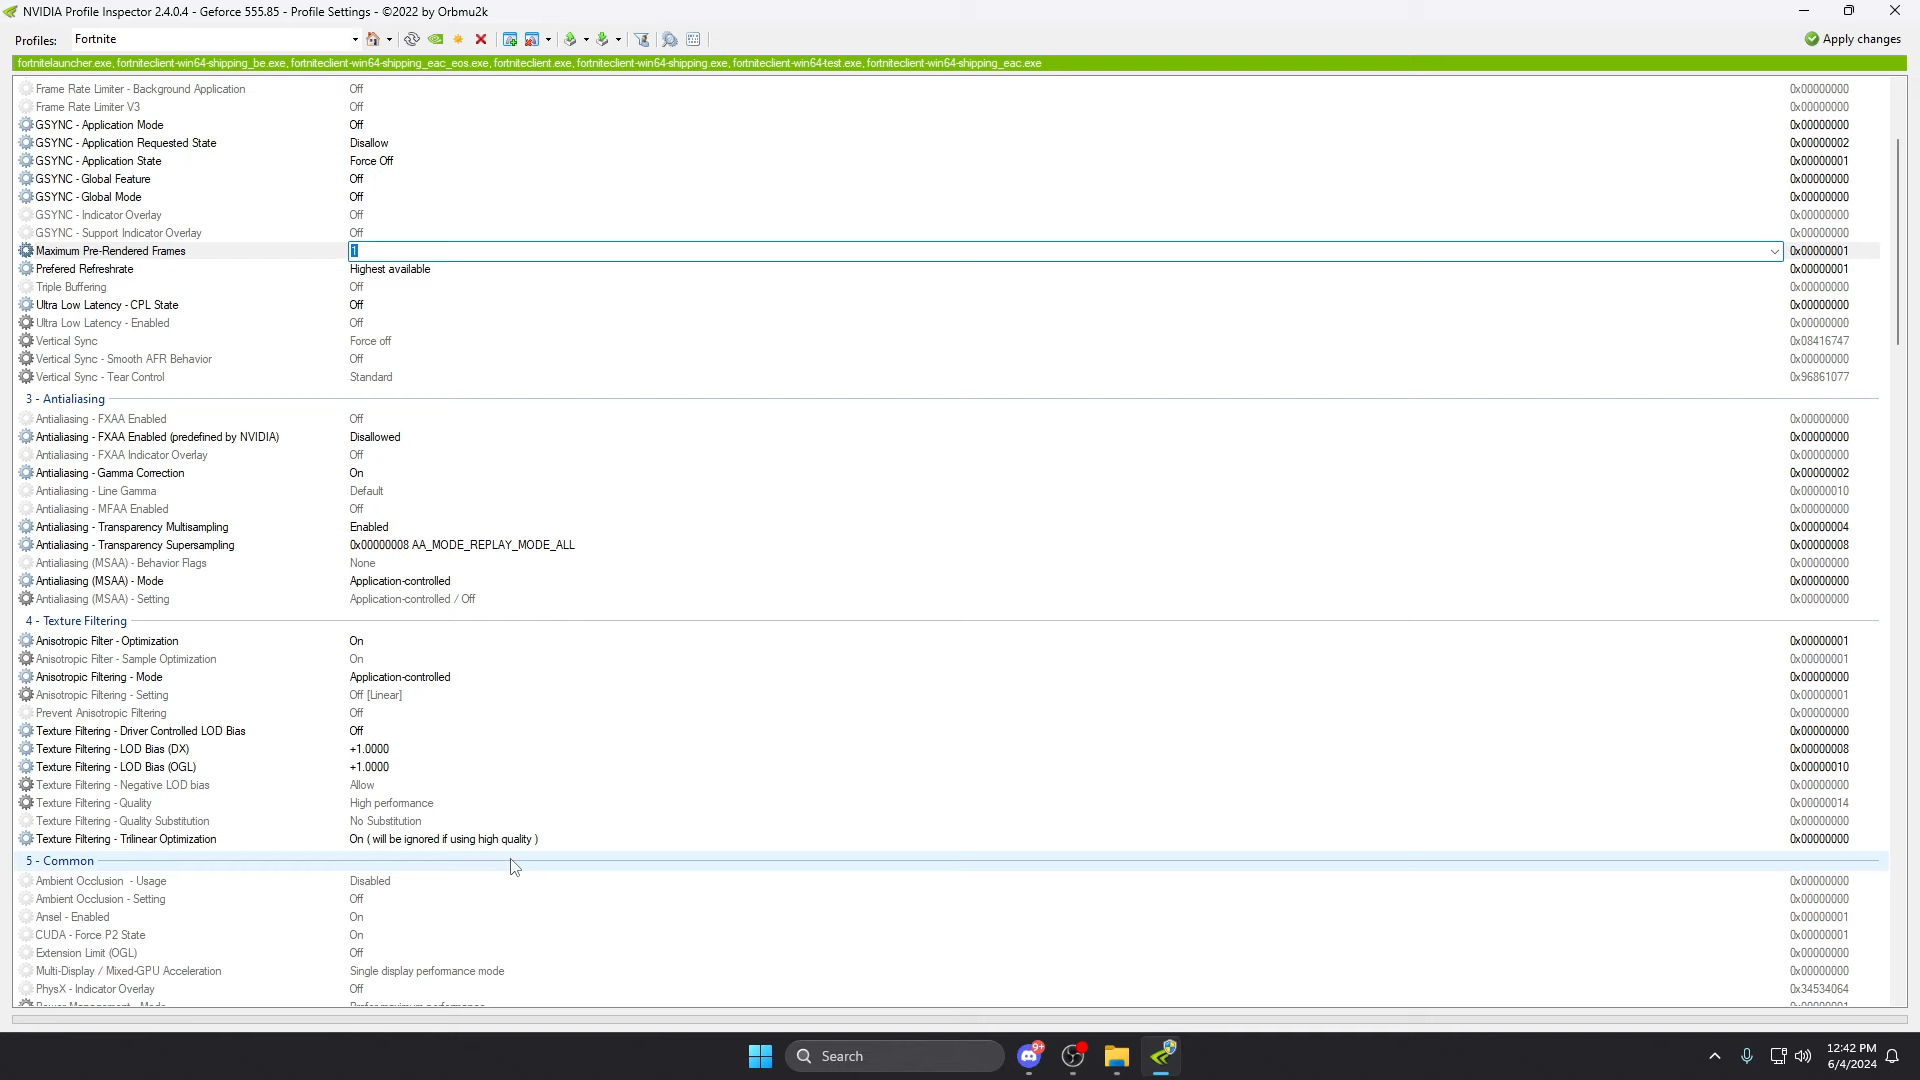 NVIDIA Profile Inspector 2.4.0.4 - Geforce 555.85 - Profile Settings - ©2022 by Orbmu2k
Profiles: Fortnite Apply changes
fortnitelauncher.exe, fortniteclient-win64-shipping_be.exe, fortniteclient-win64-shipping_eac_eos.exe, fortniteclient.exe, fortniteclient-win64-shipping.exe, fortniteclient-win64-test.exe, fortniteclient-win64-shipping_eac.exe
Frame Rate Limiter - Background Application Off 0x00000000
Frame Rate Limiter V3 Off 0x00000000
GSYNC - Application Mode Off 0x00000000
GSYNC - Application Requested State Disallow 0x00000002
GSYNC - Application State Force Off 0x00000001
GSYNC - Global Feature Off 0x00000000
GSYNC - Global Mode Off 0x00000000
GSYNC - Indicator Overlay Off 0x00000000
GSYNC - Support Indicator Overlay Off 0x00000000
Maximum Pre-Rendered Frames 1 0x00000001
Prefered Refreshrate Highest available 0x00000001
Triple Buffering Off 0x00000000
Ultra Low Latency - CPL State Off 0x00000000
Ultra Low Latency - Enabled Off 0x00000000
Vertical Sync Force off 0x08416747
Vertical Sync - Smooth AFR Behavior Off 0x00000000
Vertical Sync - Tear Control Standard 0x96861077
3 - Antialiasing
Antialiasing - FXAA Enabled Off 0x00000000
Antialiasing - FXAA Enabled (predefined by NVIDIA) Disallowed 0x00000000
Antialiasing - FXAA Indicator Overlay Off 0x00000000
Antialiasing - Gamma Correction On 0x00000002
Antialiasing - Line Gamma Default 0x00000010
Antialiasing - MFAA Enabled Off 0x00000000
Antialiasing - Transparency Multisampling Enabled 0x00000004
Antialiasing - Transparency Supersampling 0x00000008 AA_MODE_REPLAY_MODE_ALL 0x00000008
Antialiasing (MSAA) - Behavior Flags None 0x00000000
Antialiasing (MSAA) - Mode Application-controlled 0x00000000
Antialiasing (MSAA) - Setting Application-controlled / Off 0x00000000
4 - Texture Filtering
Anisotropic Filter - Optimization On 0x00000001
Anisotropic Filter - Sample Optimization On 0x00000001
Anisotropic Filtering - Mode Application-controlled 0x00000000
Anisotropic Filtering - Setting Off [Linear] 0x00000001
Prevent Anisotropic Filtering Off 0x00000000
Texture Filtering - Driver Controlled LOD Bias Off 0x00000000
Texture Filtering - LOD Bias (DX) +1.0000 0x00000008
Texture Filtering - LOD Bias (OGL) +1.0000 0x00000010
Texture Filtering - Negative LOD bias Allow 0x00000000
Texture Filtering - Quality High performance 0x00000014
Texture Filtering - Quality Substitution No Substitution 0x00000000
Texture Filtering - Trilinear Optimization On ( will be ignored if using high quality ) 0x00000000
5 - Common
Ambient Occlusion - Usage Disabled 0x00000000
Ambient Occlusion - Setting Off 0x00000000
Ansel - Enabled On 0x00000001
CUDA - Force P2 State On 0x00000001
Extension Limit (OGL) Off 0x00000000
Multi-Display / Mixed-GPU Acceleration Single display performance mode 0x00000000
PhysX - Indicator Overlay Off 0x34534064
Power Management - Mode Prefer maximum performance 0x00000001
Search 9+ 12:42 PM
6/4/2024